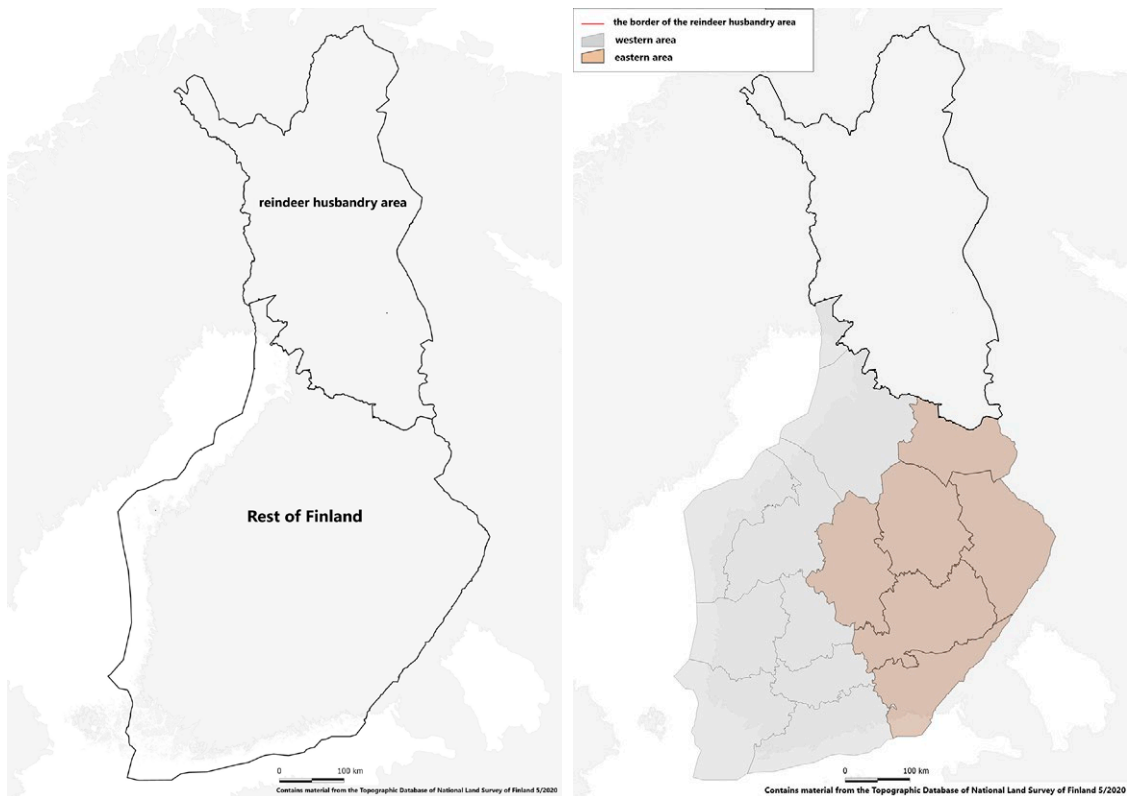 reindeer husbandry area
Rest of Finland
0 100 km
Contains material from the Topographic Database of National Land Survey of Finland 5/2020
the border of the reindeer husbandry area
western area
eastern area
0 100 km
Contains material from the Topographic Database of National Land Survey of Finland 5/2020